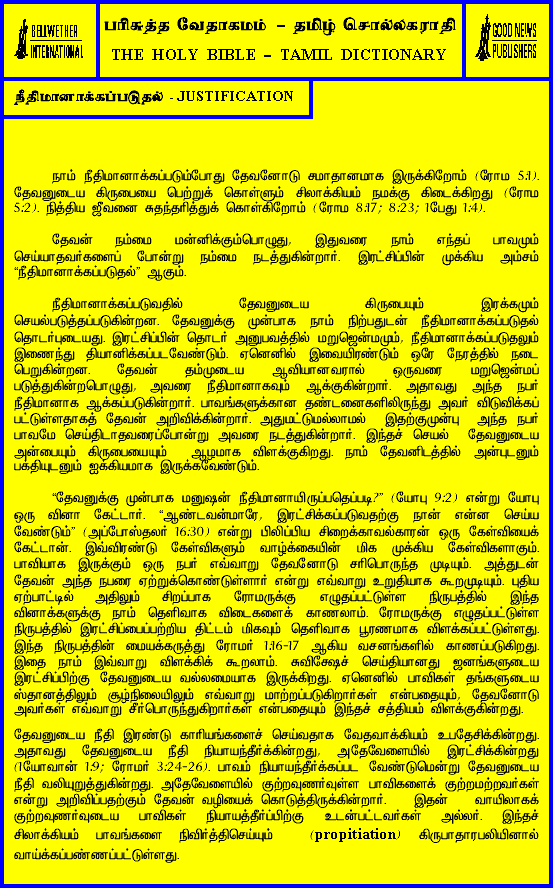 BELLWETHER
INTERNATIONAL
பரிசுத்த வேதாகமம் – தமிழ் சொல்லகராதி
THE HOLY BIBLE – TAMIL DICTIONARY
GOOD NEWS
PUBLISHERS
நீதிமானாக்கப்படுதல் - JUSTIFICATION
நாம் நீதிமானாக்கப்படும்போது தேவனோடு சமாதானமாக இருக்கிறோம் (ரோம 5:1).
தேவனுடைய கிருபையை பெற்றுக் கொள்ளும் சிலாக்கியம் நமக்கு கிடைக்கிறது (ரோம
5:2). நித்திய ஜீவனை சுதந்தரித்துக் கொள்கிறோம் (ரோம 8:17; 8:23; 1பேது 1:4).
தேவன் நம்மை மன்னிக்கும்பொழுது, இதுவரை நாம் எந்தப் பாவமும்
செய்யாதவர்களைப் போன்று நம்மை நடத்துகின்றார். இரட்சிப்பின் முக்கிய அம்சம்
“நீதிமானாக்கப்படுதல்” ஆகும்.
நீதிமானாக்கப்படுவதில் தேவனுடைய கிருபையும் இரக்கமும்
செயல்படுத்தப்படுகின்றன. தேவனுக்கு முன்பாக நாம் நிற்பதுடன் நீதிமானாக்கப்படுதல்
தொடர்புடையது. இரட்சிப்பின் தொடர் அனுபவத்தில் மறுஜென்மமும், நீதிமானாக்கப்படுதலும்
இணைந்து தியானிக்கப்படவேண்டும். ஏனெனில் இவையிரண்டும் ஒரே நேரத்தில் நடை
பெறுகின்றன. தேவன் தம்முடைய ஆவியானவரால் ஒருவரை மறுஜென்மப்
படுத்துகின்றபொழுது, அவரை நீதிமானாகவும் ஆக்குகின்றார். அதாவது அந்த நபர்
நீதிமானாக ஆக்கப்படுகின்றார். பாவங்களுக்கான தண்டனைகளிலிருந்து அவர் விடுவிக்கப்
பட்டுள்ளதாகத் தேவன் அறிவிக்கின்றார். அதுமட்டுமல்லாமல் இதற்குமுன்பு அந்த நபர்
பாவமே செய்திடாதவரைப்போன்று அவரை நடத்துகின்றார். இந்தச் செயல் தேவனுடைய
அன்பையும் கிருபையையும் ஆழமாக விளக்குகிறது. நாம் தேவனிடத்தில் அன்புடனும்
பக்தியுடனும் ஐக்கியமாக இருக்கவேண்டும்.
“தேவனுக்கு முன்பாக மனுஷன் நீதிமானாயிருப்பதெப்படி?” (யோபு 9:2) என்று யோபு
ஒரு வினா கேட்டார். “ஆண்டவன்மாரே, இரட்சிக்கப்படுவதற்கு நான் என்ன செய்ய
வேண்டும்” (அப்போஸ்தலர் 16:30) என்று பிலிப்பிய சிறைக்காவல்காரன் ஒரு கேள்வியைக்
கேட்டான். இவ்விரண்டு கேள்விகளும் வாழ்க்கையின் மிக முக்கிய கேள்விகளாகும்.
பாவியாக இருக்கும் ஒரு நபர் எவ்வாறு தேவனோடு சரிபொருந்த முடியும். அத்துடன்
தேவன் அந்த நபரை ஏற்றுக்கொண்டுள்ளார் என்று எவ்வாறு உறுதியாக கூறமுடியும். புதிய
ஏற்பாட்டில் அதிலும் சிறப்பாக ரோமருக்கு எழுதப்பட்டுள்ள நிருபத்தில் இந்த
வினாக்களுக்கு நாம் தெளிவாக விடைகளைக் காணலாம். ரோமருக்கு எழுதப்பட்டுள்ள
நிருபத்தில் இரட்சிப்பைப்பற்றிய திட்டம் மிகவும் தெளிவாக பூரணமாக விளக்கப்பட்டுள்ளது.
இந்த நிருபத்தின் மையக்கருத்து ரோமர் 1:16-17 ஆகிய வசனங்களில் காணப்படுகிறது.
இதை நாம் இவ்வாறு விளக்கிக் கூறலாம். சுவிசேஷச் செய்தியானது ஜனங்களுடைய
இரட்சிப்பிற்கு தேவனுடைய வல்லமையாக இருக்கிறது. ஏனெனில் பாவிகள் தங்களுடைய
ஸ்தானத்திலும் சூழ்நிலையிலும் எவ்வாறு மாற்றப்படுகிறார்கள் என்பதையும், தேவனோடு
அவர்கள் எவ்வாறு சீர்பொருந்துகிறார்கள் என்பதையும் இந்தச் சத்தியம் விளக்குகின்றது.
தேவனுடைய நீதி இரண்டு காரியங்களைச் செய்வதாக வேதவாக்கியம் உபதேசிக்கின்றது.
அதாவது தேவனுடைய நீதி நியாயந்தீர்க்கின்றது, அதேவேளையில் இரட்சிக்கின்றது
(1யோவான் 1:9; ரோமர் 3:24-26). பாவம் நியாயந்தீர்க்கப்பட வேண்டுமென்று தேவனுடைய
நீதி வலியுறுத்துகின்றது. அதேவேளையில் குற்றவுணர்வுள்ள பாவிகளைக் குற்றமற்றவர்கள்
என்று அறிவிப்பதற்கும் தேவன் வழியைக் கொடுத்திருக்கின்றார். இதன் வாயிலாகக்
குற்றவுணர்வுடைய பாவிகள் நியாயத்தீர்ப்பிற்கு உடன்பட்டவர்கள் அல்லர். இந்தச்
சிலாக்கியம் பாவங்களை நிவிர்த்திசெய்யும் (propitiation) கிருபாதாரபலியினால்
வாய்க்கப்பண்ணப்பட்டுள்ளது.